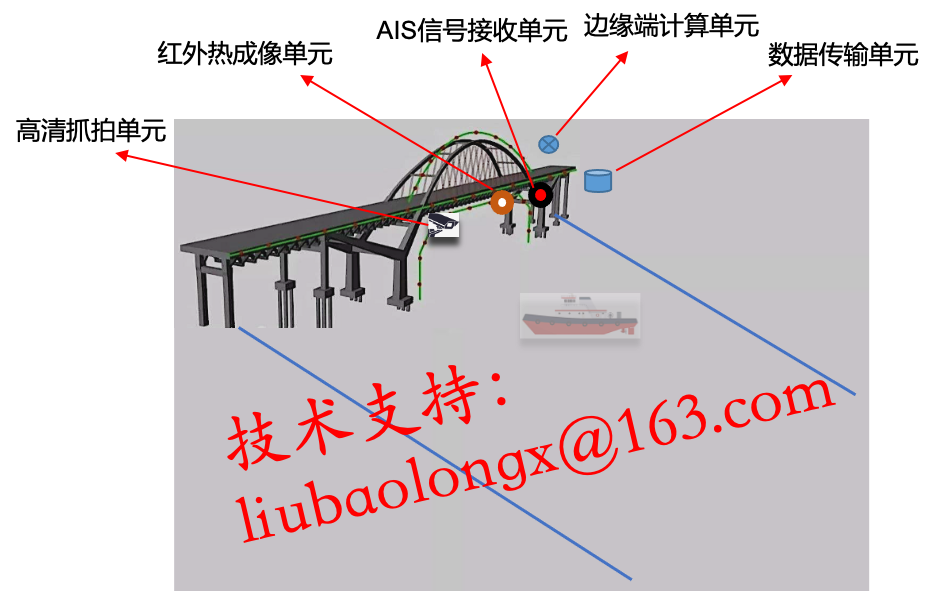 AIS信号接收单元
边缘端计算单元
红外热成像单元
数据传输单元
高清抓拍单元
技术支持：
liubaolongx@163.com